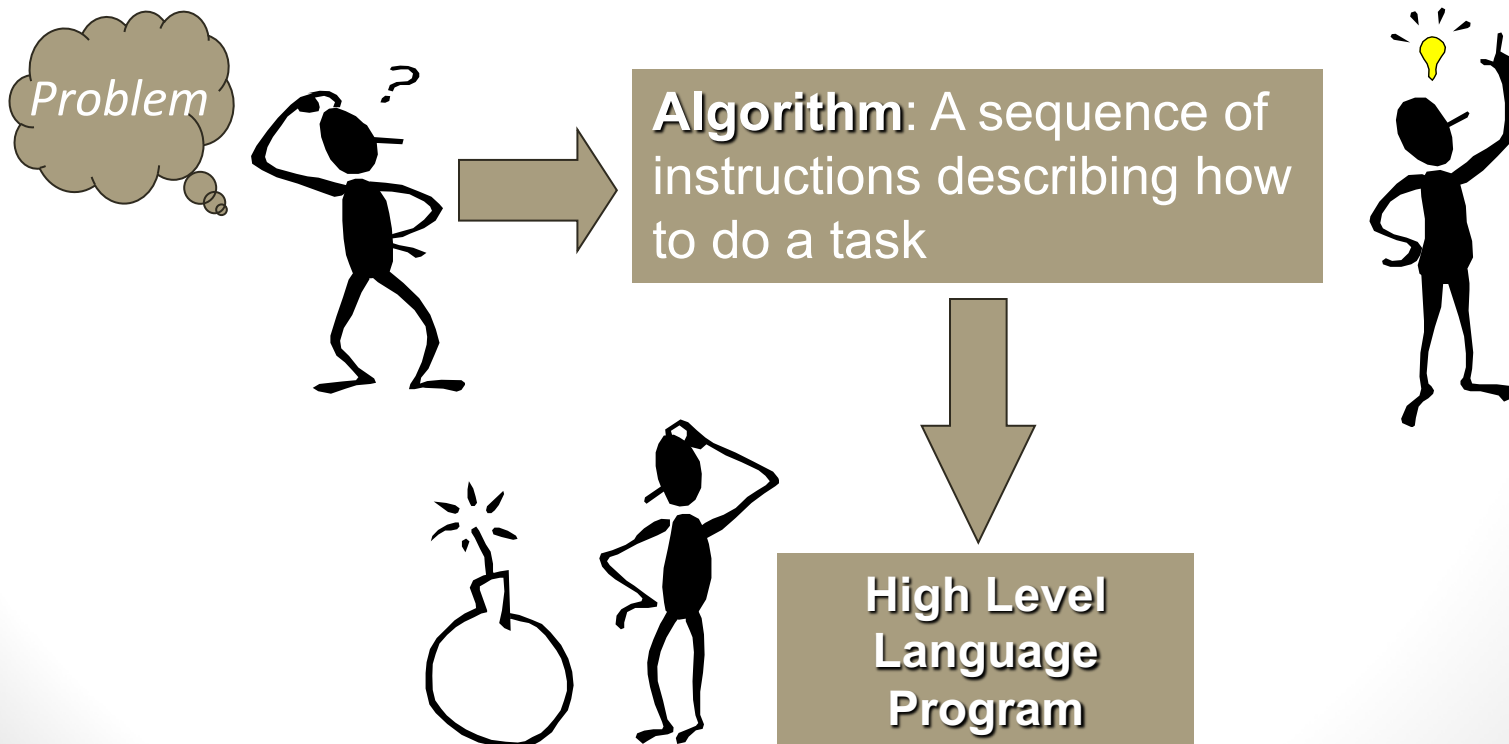 Problem
?
Algorithm: A sequence of
instructions describing how
to do a task
High Level
Language
Program